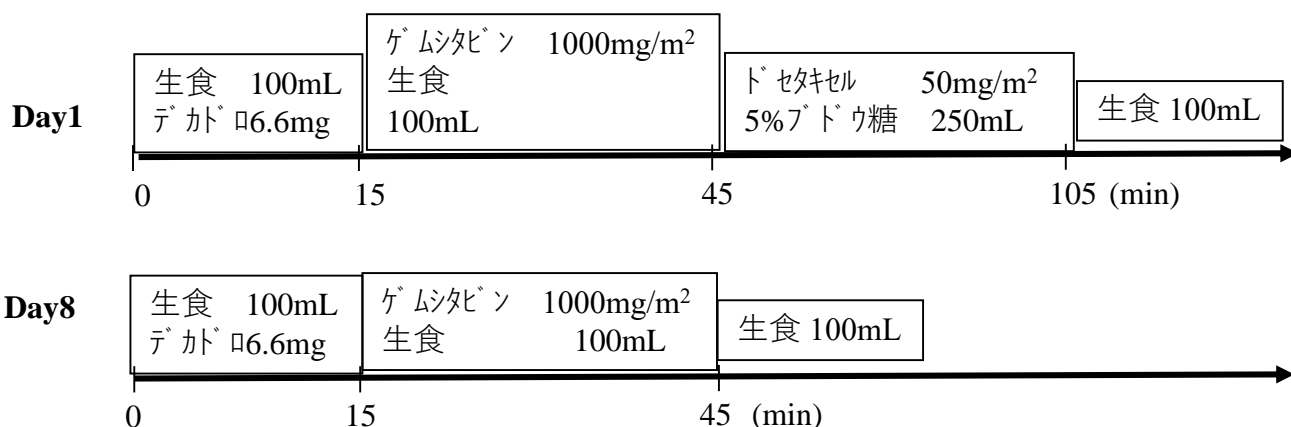 Day1
生食 100mL
ﾃﾞｶﾄﾞﾛ6.6mg
ｹﾞﾑｼﾀﾋﾞﾝ 1000mg/m²
生食
100mL
ﾄﾞｾﾀｷｾﾙ 50mg/m²
5%ﾌﾞﾄﾞｳ糖 250mL
生食 100mL
0 15 45 105 (min)
Day8
生食 100mL
ﾃﾞｶﾄﾞﾛ6.6mg
ｹﾞﾑｼﾀﾋﾞﾝ 1000mg/m²
生食 100mL
生食 100mL
0 15 45 (min)